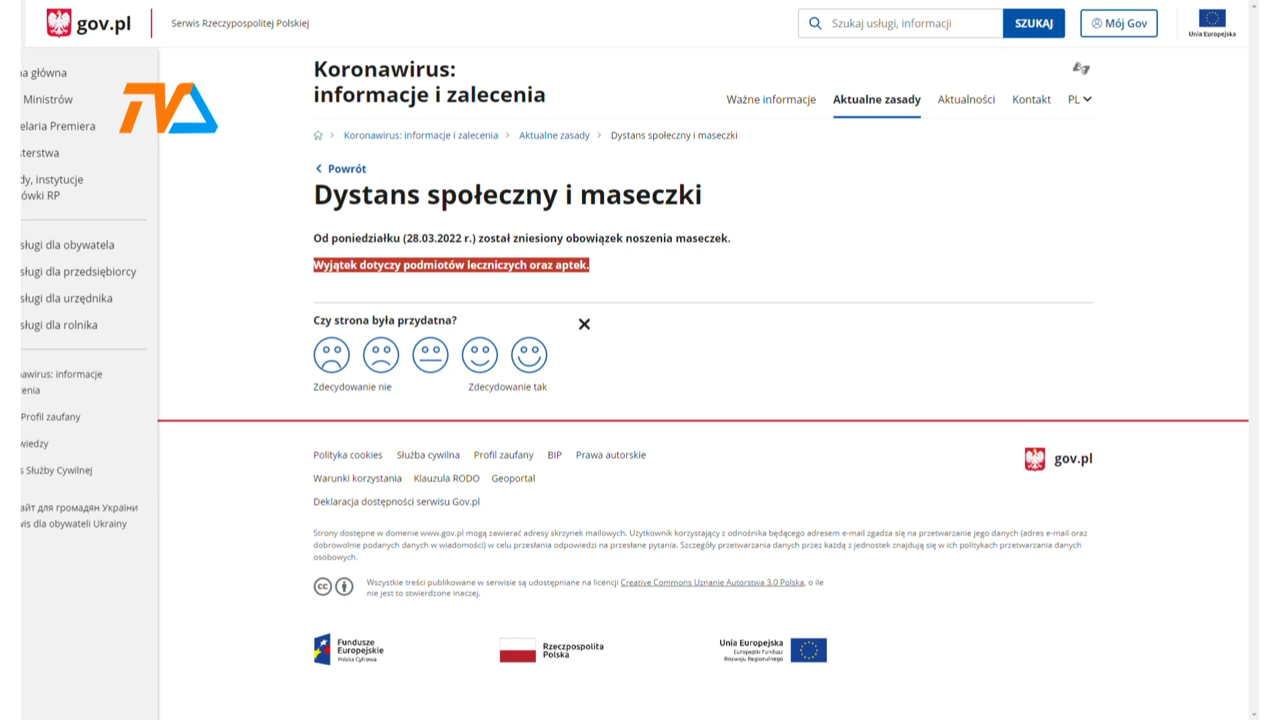 gov.pl
Serwis Rzeczypospolitej Polskiej
Szukaj usługi, informacji
SZUKAJ
Mój Gov
Unia Europejska
na główna
Ministrów
elaria Premiera
terstwa
dy, instytucje
ówki RP
sługi dla obywatela
sługi dla przedsiębiorcy
sługi dla urzędnika
sługi dla rolnika
awirus: informacje
enia
Profil zaufany
wiedzy
s Służby Cywilnej
айт для громадян України
wis dla obywateli Ukrainy
TVA
Koronawirus:
informacje i zalecenia
Ważne informacje
Aktualne zasady
Aktualności
Kontakt
PL
Koronawirus: informacje i zalecenia > Aktualne zasady > Dystans społeczny i maseczki
Powrót
Dystans społeczny i maseczki
Od poniedziałku (28.03.2022 r.) został zniesiony obowiązek noszenia maseczek.
Wyjątek dotyczy podmiotów leczniczych oraz aptek.
Czy strona była przydatna?
Zdecydowanie nie
Zdecydowanie tak
Polityka cookies Służba cywilna Profil zaufany BIP Prawa autorskie
Warunki korzystania Klauzula RODO Geoportal
Deklaracja dostępności serwisu Gov.pl
gov.pl
Strony dostępne w domenie www.gov.pl mogą zawierać adresy skrzynek mailowych. Użytkownik korzystający z odnośnika będącego adresem e-mail zgadza się na przetwarzanie jego danych (adres e-mail oraz
dobrowolnie podanych danych w wiadomości) w celu przesłania odpowiedzi na przesłane pytania. Szczegóły przetwarzania danych przez każdą z jednostek znajdują się w ich politykach przetwarzania danych
osobowych.
cc
Wszystkie treści publikowane w serwisie są udostępniane na licencji Creative Commons Uznanie Autorstwa 3.0 Polska, o ile
nie jest to stwierdzone inaczej.
Fundusze
Europejskie
Polska Cyfrowa
Rzeczpospolita
Polska
Unia Europejska
Europejski Fundusz
Rozwoju Regionalnego